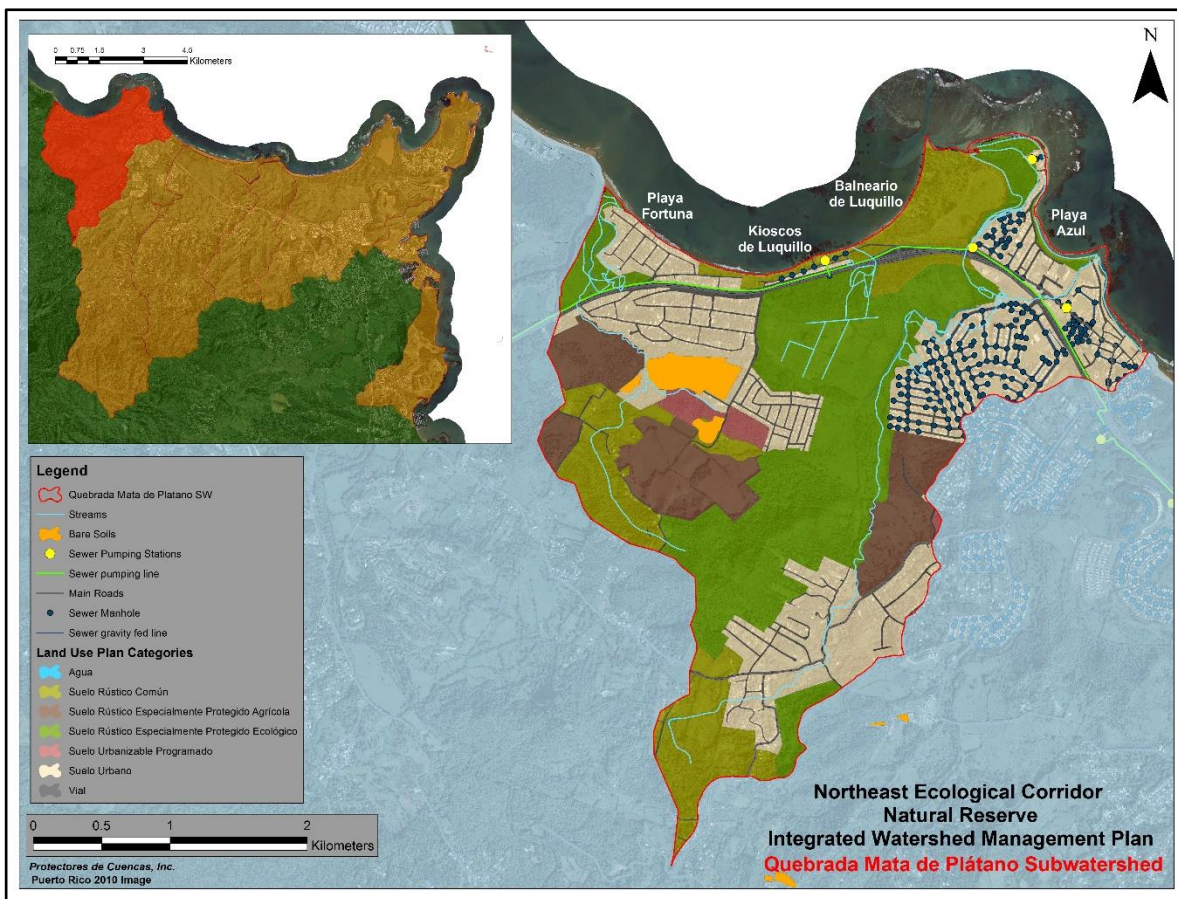 0 0.75 1.5 3 4.5
Kilometers
N
Playa
Fortuna
Kioscos
de Luquillo
Balneario
de Luquillo
Playa
Azul
Legend
Quebrada Mata de Platano SW
Streams
Bare Soils
Sewer Pumping Stations
Sewer pumping line
Main Roads
Sewer Manhole
Sewer gravity fed line
Land Use Plan Categories
Agua
Suelo Rústico Común
Suelo Rústico Especialmente Protegido Agrícola
Suelo Rústico Especialmente Protegido Ecológico
Suelo Urbanizable Programado
Suelo Urbano
Vial
0 0.5 1 2
Kilometers
Protectores de Cuencas, Inc.
Puerto Rico 2010 Image
Northeast Ecological Corridor
Natural Reserve
Integrated Watershed Management Plan
Quebrada Mata de Plátano Subwatershed